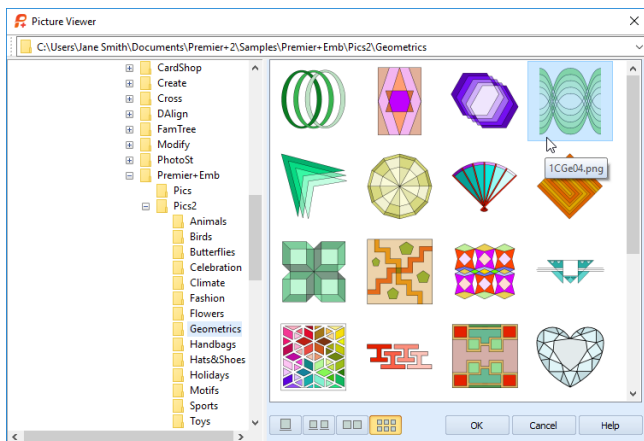 Picture Viewer
C:\Users\Jane Smith\Documents\Premier+2\Samples\Premier+Emb\Pics2\Geometrics
CardShop
Create
Cross
DAlign
FamTree
Modify
PhotoSt
Premier+Emb
Pics
Pics2
Animals
Birds
Butterflies
Celebration
Climate
Fashion
Flowers
Geometrics
Handbags
Hats&Shoes
Holidays
Motifs
Sports
Toys
1CGe04.png
OK Cancel Help